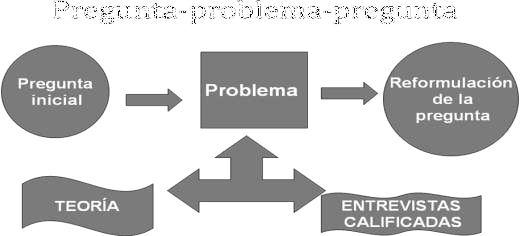 Pregunta-problema-pregunta
Pregunta
inicial
Problema
Reformulación
de la
pregunta
TEORÍA
ENTREVISTAS
CALIFICADAS